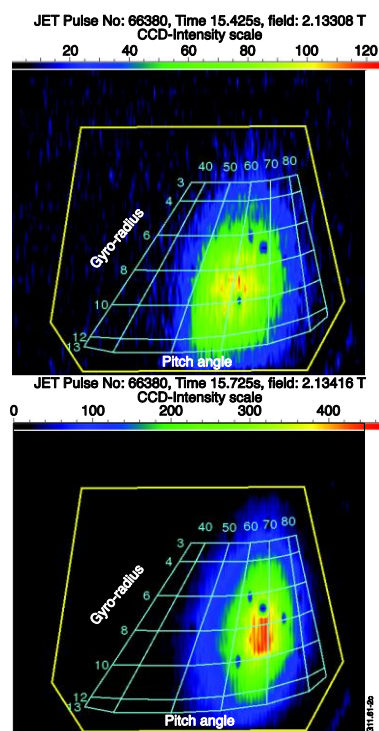 JET Pulse No: 66380, Time 15.425s, field: 2.13308 T
CCD-Intensity scale
20 40 60 80 100 120
40 50 60 70 80
3
4
6
8
10
12
13
Gyro-radius
Pitch angle
JET Pulse No: 66380, Time 15.725s, field: 2.13416 T
CCD-Intensity scale
0 100 200 300 400
40 50 60 70 80
3
4
6
8
10
12
13
Gyro-radius
Pitch angle